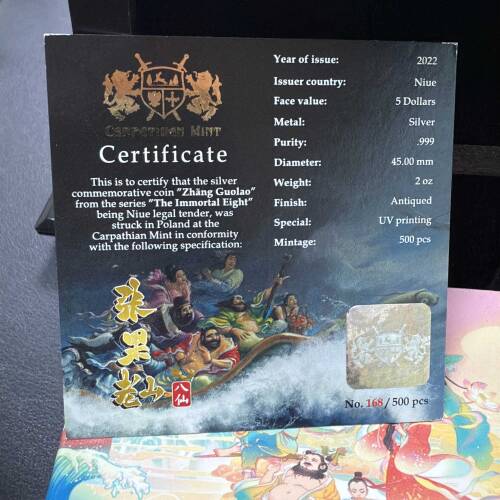 CARPATHIAN MINT
Certificate
This is to certify that the silver
commemorative coin "Zhāng Guǒlǎo"
from the series "The Immortal Eight"
being Niue legal tender, was
struck in Poland at the
Carpathian Mint in conformity
with the following specification:
Year of issue: 2022
Issuer country: Niue
Face value: 5 Dollars
Metal: Silver
Purity: .999
Diameter: 45.00 mm
Weight: 2 oz
Finish: Antiqued
Special: UV printing
Mintage: 500 pcs
八仙
No. 168/500 pcs